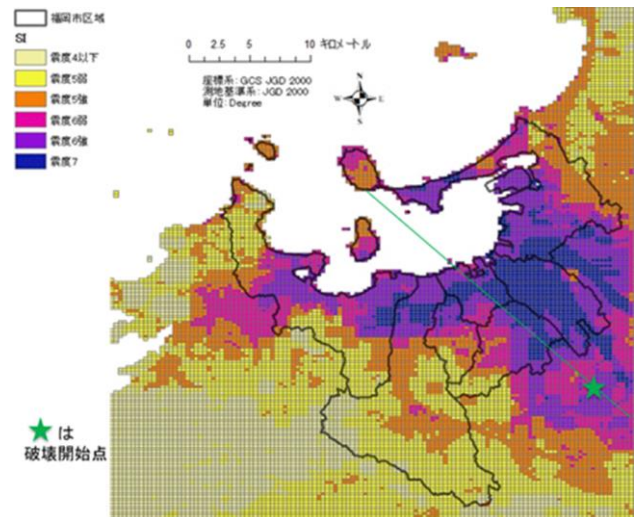 福岡市区域
SI
震度4以下
震度5弱
震度5強
震度6弱
震度6強
震度7
0 2.5 5 10 キロメートル
座標系: GCS JGD 2000
測地基準系: JGD 2000
単位: Degree
N
W E
S
★は
破壊開始点